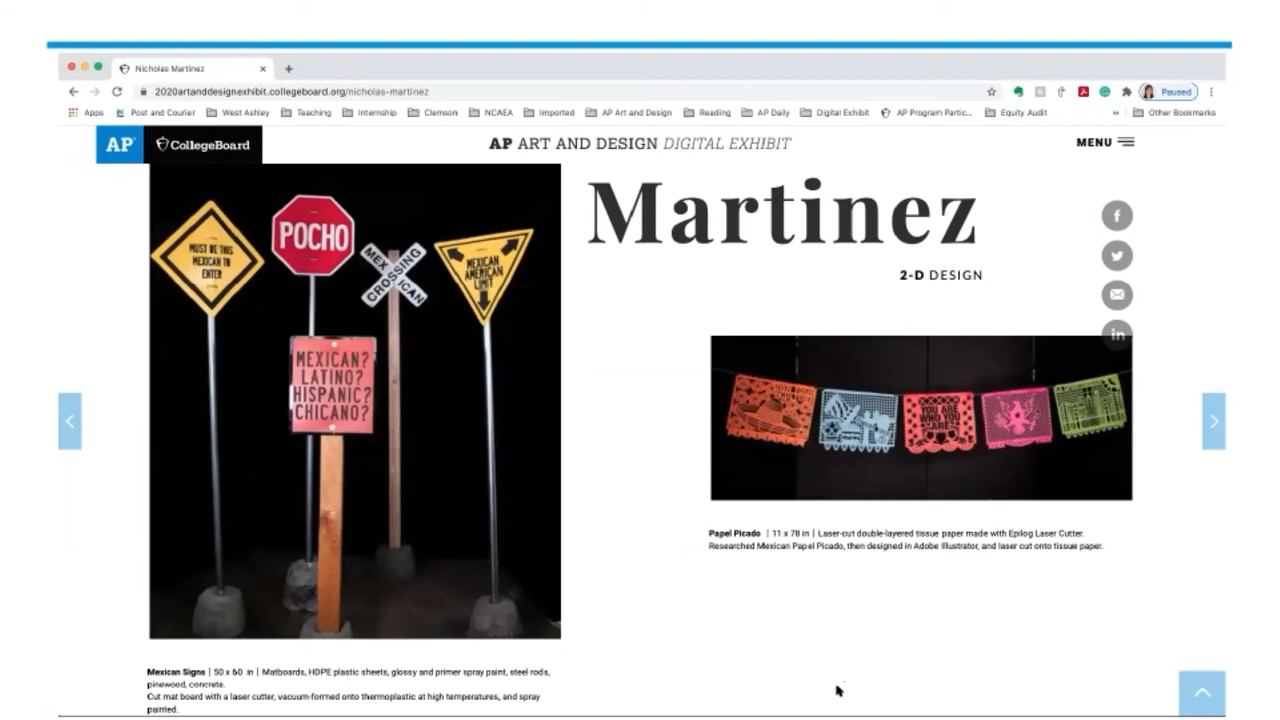 Nicholas Martinez
2020artanddesignexhibit.collegeboard.org/nicholas-martinez
Paused
Apps
Post and Courier
West Ashley
Teaching
Internship
Clemson
NCAEA
Imported
AP Art and Design
Reading
AP Daily
Digital Exhibit
AP Program Partic...
Equity Audit
Other Bookmarks
AP
CollegeBoard
AP ART AND DESIGN DIGITAL EXHIBIT
MENU
MUST BE THIS
MEXICAN TO
ENTER
POCHO
MEXICAN
CROSSING
MEXICAN
AMERICAN
LIMIT
MEXICAN?
LATINO?
HISPANIC?
CHICANO?
Martinez
2-D DESIGN
f
in
YOU ARE
WHO YOU
ARE
Papel Picado | 11 x 78 in | Laser-cut double-layered tissue paper made with Epilog Laser Cutter.
Researched Mexican Papel Picado, then designed in Adobe Illustrator, and laser cut onto tissue paper.
Mexican Signs | 50 x 60 in | Matboards, HDPE plastic sheets, glossy and primer spray paint, steel rods,
pinewood, concrete.
Cut mat board with a laser cutter, vacuum-formed onto thermoplastic at high temperatures, and spray
painted.